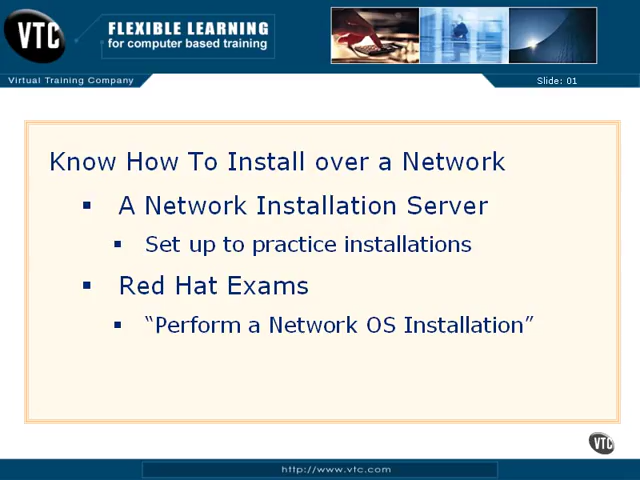 VTC
FLEXIBLE LEARNING
for computer based training
Virtual Training Company
Slide: 01
Know How To Install over a Network
▪ A Network Installation Server
▪ Set up to practice installations
▪ Red Hat Exams
▪ “Perform a Network OS Installation”
VTC
http://www.vtc.com